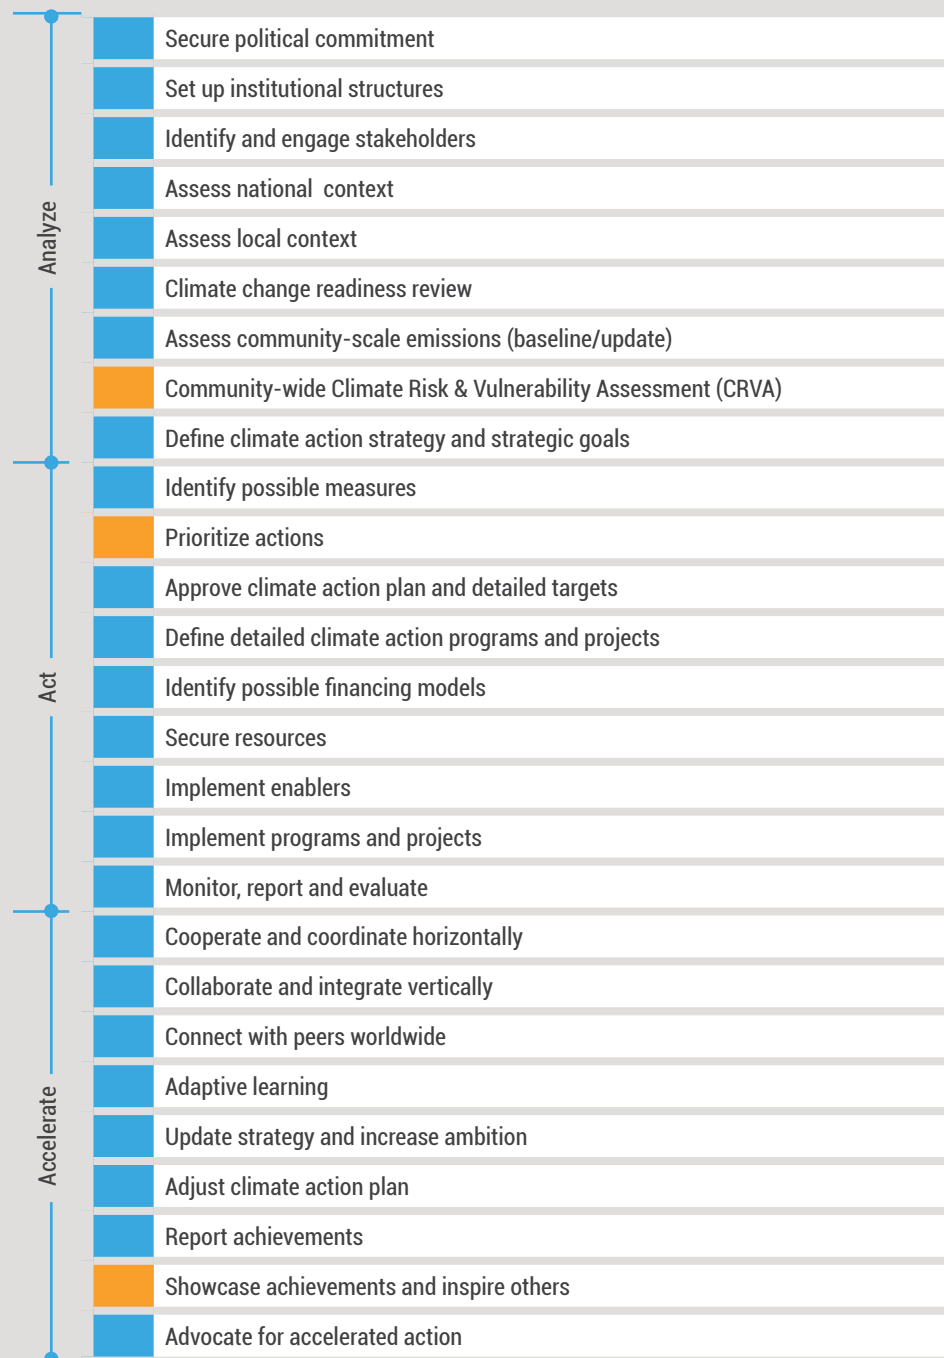 Analyze
Secure political commitment
Set up institutional structures
Identify and engage stakeholders
Assess national  context
Assess local context
Climate change readiness review
Assess community-scale emissions (baseline/update)
Community-wide Climate Risk & Vulnerability Assessment (CRVA)
Define climate action strategy and strategic goals
Act
Identify possible measures
Prioritize actions
Approve climate action plan and detailed targets
Define detailed climate action programs and projects
Identify possible financing models
Secure resources
Implement enablers
Implement programs and projects
Monitor, report and evaluate
Accelerate
Cooperate and coordinate horizontally
Collaborate and integrate vertically
Connect with peers worldwide
Adaptive learning
Update strategy and increase ambition
Adjust climate action plan
Report achievements
Showcase achievements and inspire others
Advocate for accelerated action